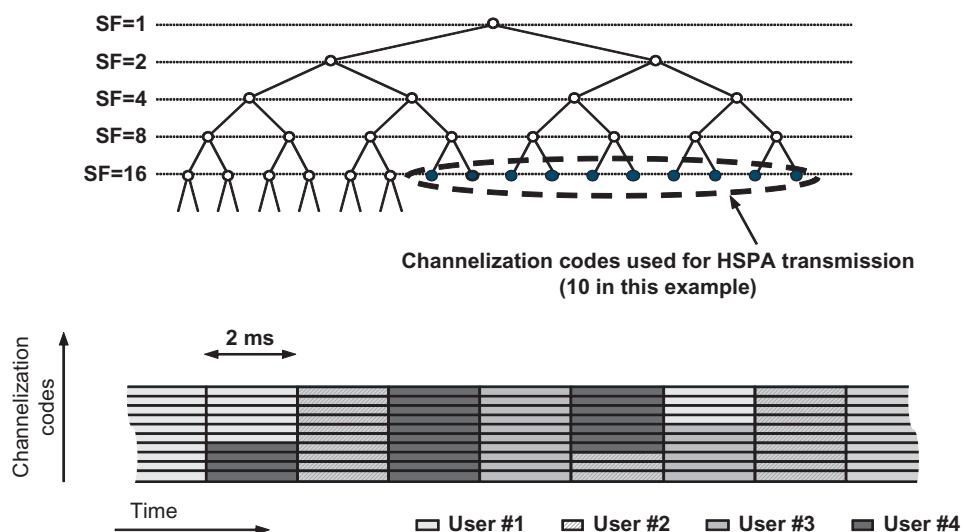 SF=1
SF=2
SF=4
SF=8
SF=16
Channelization codes used for HSPA transmission
(10 in this example)
2 ms
Channelization
codes
Time
User #1
User #2
User #3
User #4